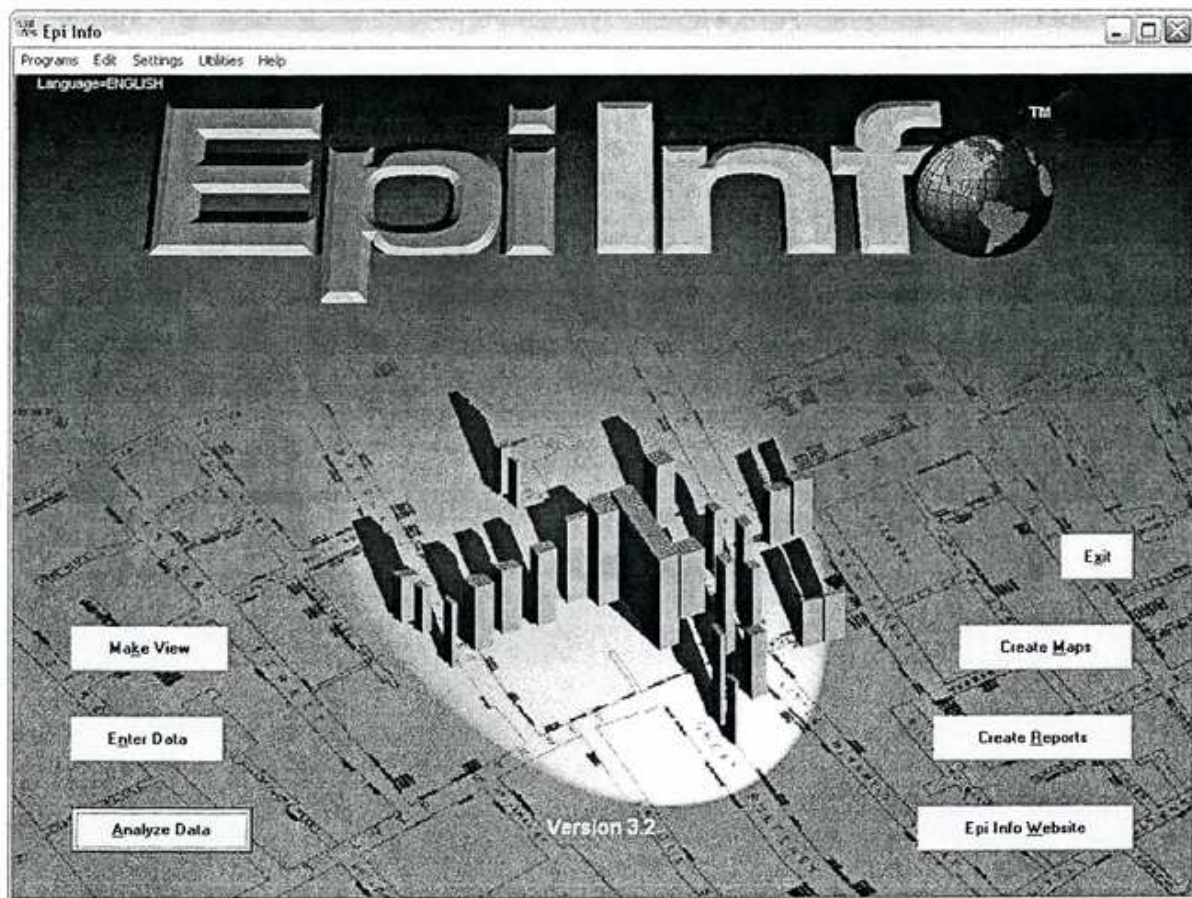 Epi Info
Programs Edit Settings Utilities Help
Language=ENGLISH
Epi Info ™
Exit
Make View
Create Maps
Enter Data
Create Reports
Analyze Data
Version 3.2
Epi Info Website